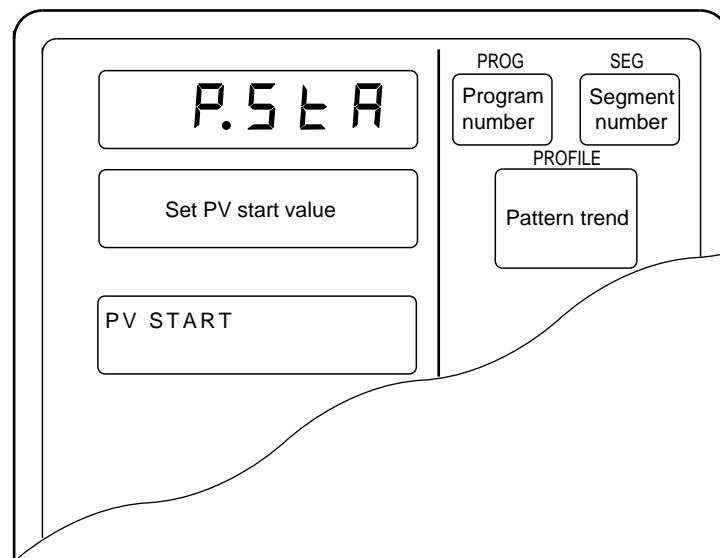 P.StA
Set PV start value
PV START
PROG
Program
number
SEG
Segment
number
PROFILE
Pattern trend